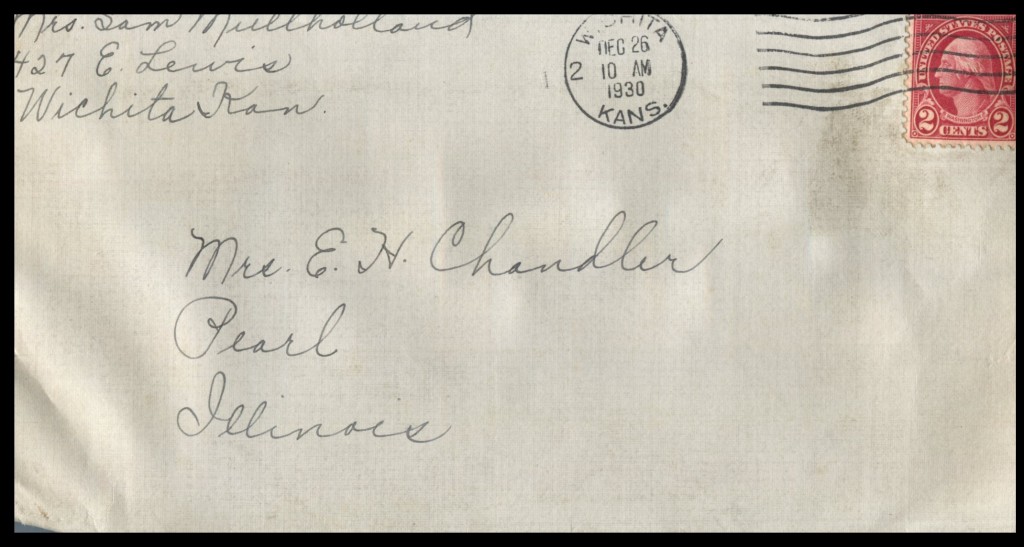 Mrs. Sam Mullholland
427 E. Lewis
Wichita Kan.
WICHITA
DEC 26
2 10 AM
1930
KANS.
UNITED STATES POSTAGE
WASHINGTON
2 CENTS 2
Mrs. E. H. Chandler
Pearl
Illinois